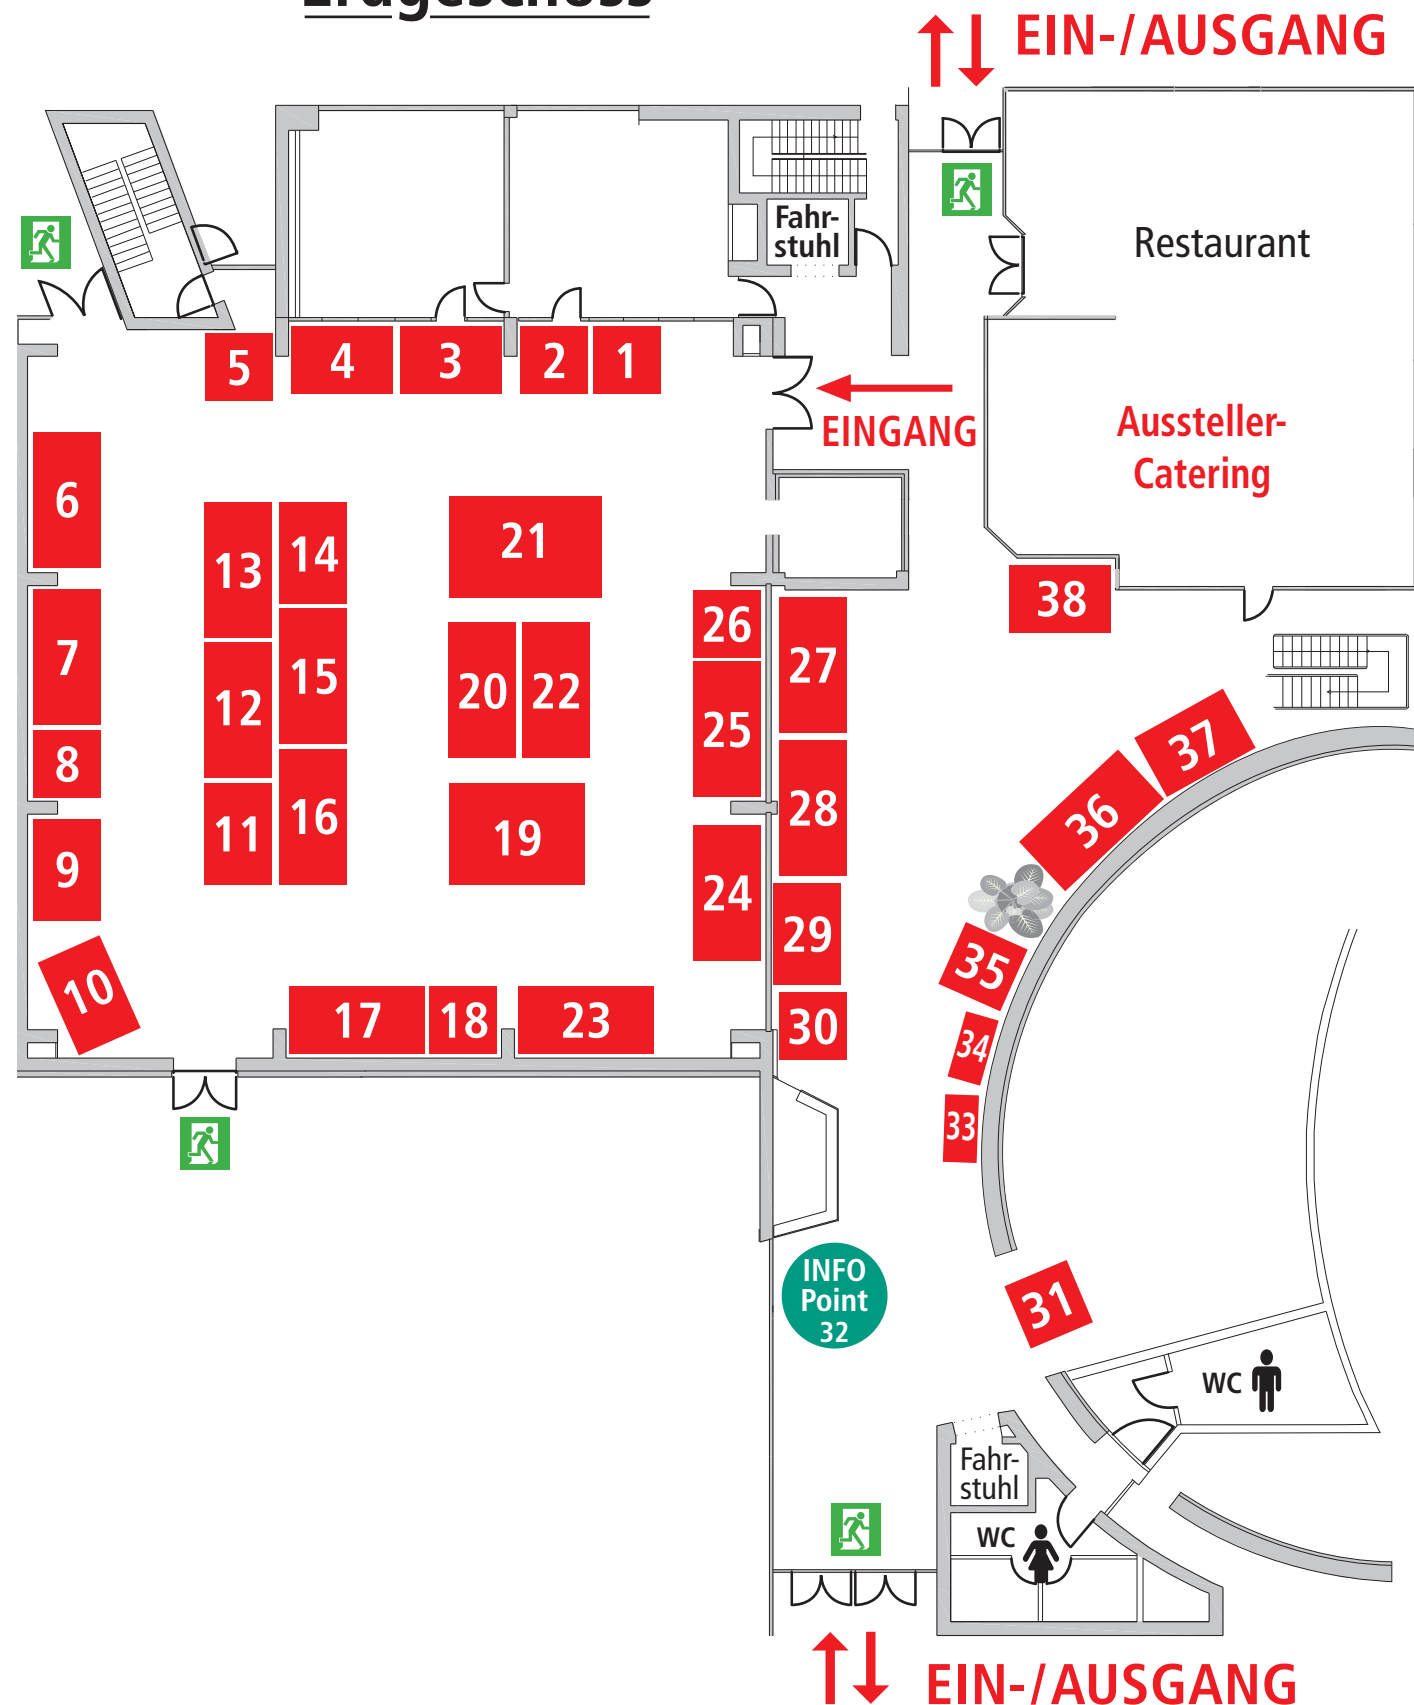 Erdgeschoss
EIN-/AUSGANG
Fahr-
stuhl
Restaurant
5
4
3
2
1
EINGANG
Aussteller-
Catering
6
13
14
21
38
7
12
15
20
22
26
27
25
37
8
11
16
19
28
36
9
24
29
35
10
17
18
23
30
34
33
INFO
Point
32
31
WC
Fahr-
stuhl
WC
EIN-/AUSGANG